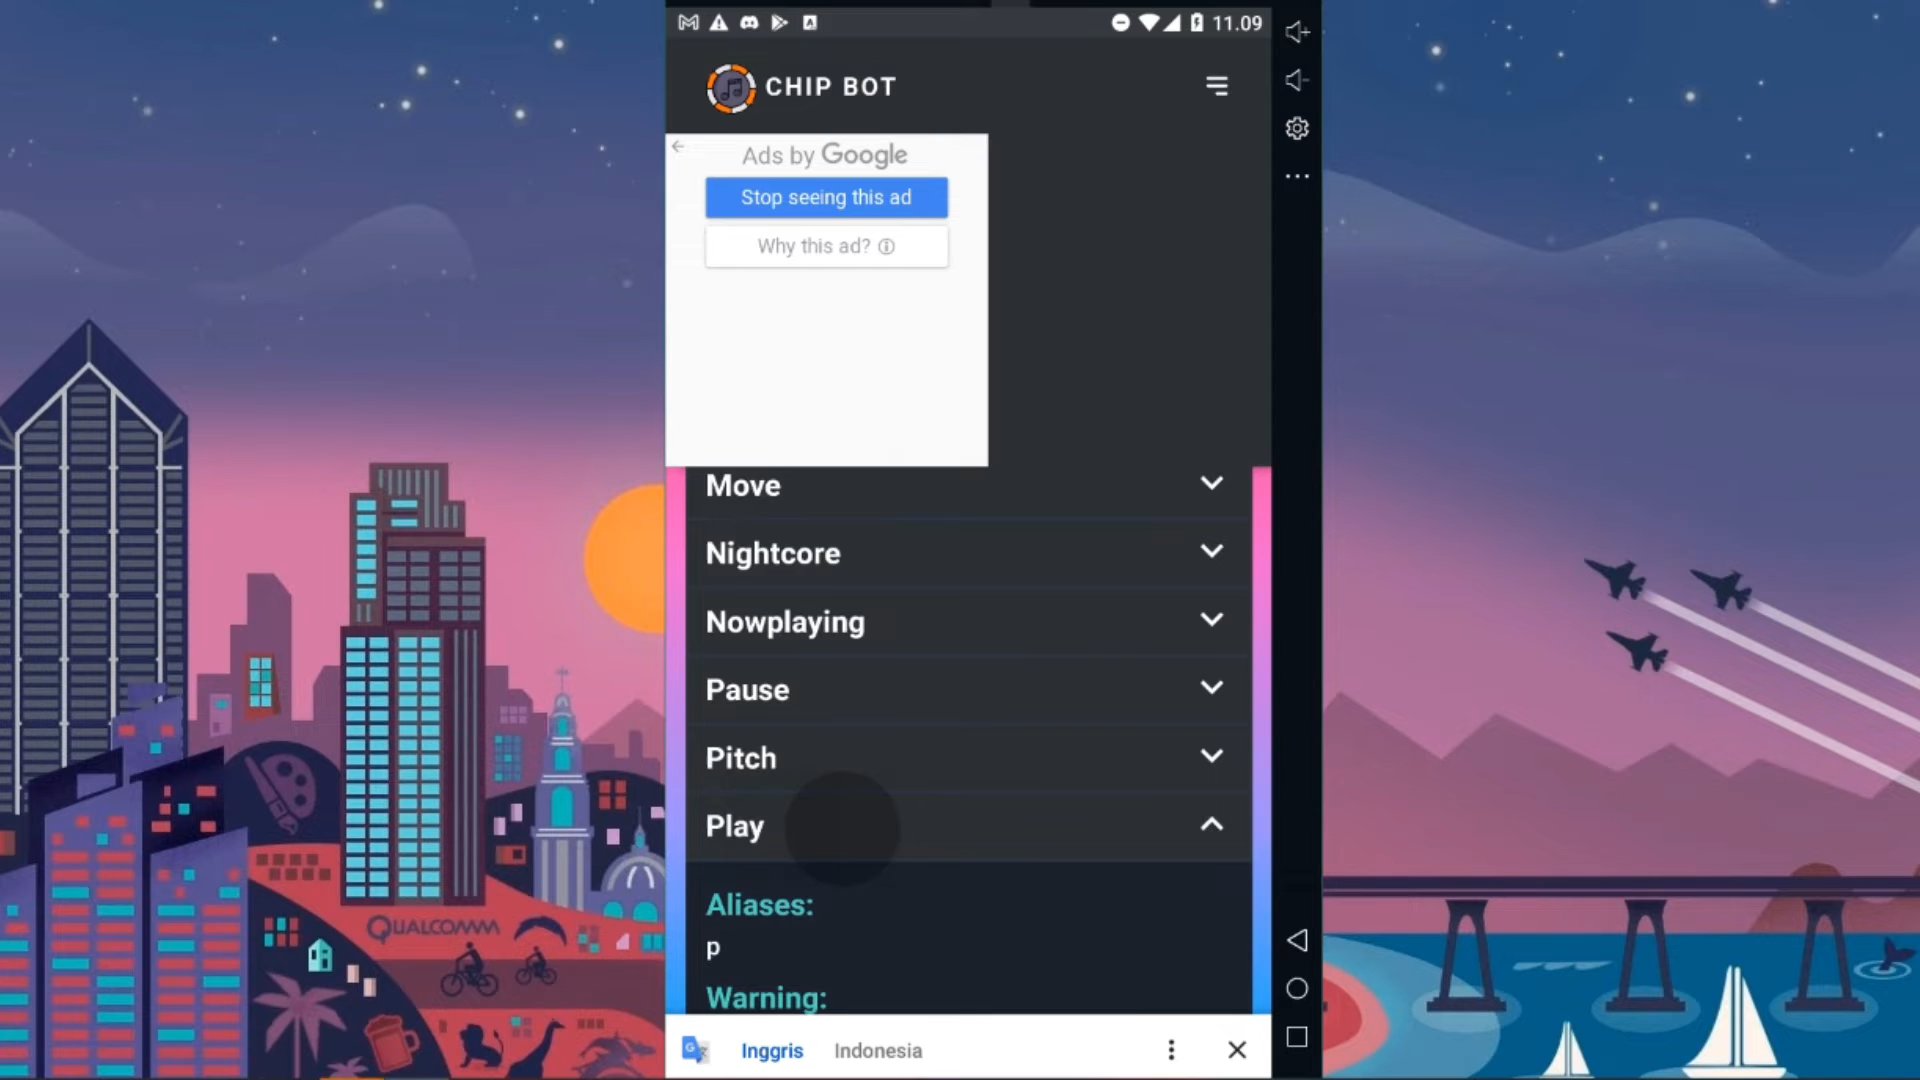 11.09
CHIP BOT
Ads by Google
Stop seeing this ad
Why this ad?
Move
Nightcore
Nowplaying
Pause
Pitch
Play
Aliases:
p
Warning:
Inggris Indonesia
QUALCOMM